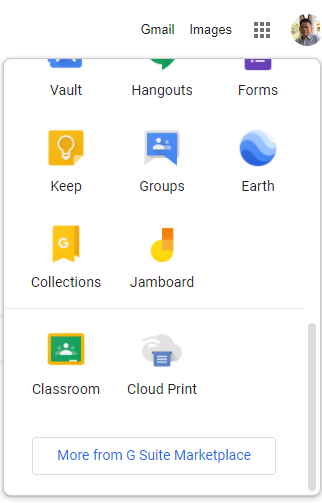 Gmail Images
Vault Hangouts Forms
Keep Groups Earth
G
Collections Jamboard
Classroom Cloud Print
More from G Suite Marketplace